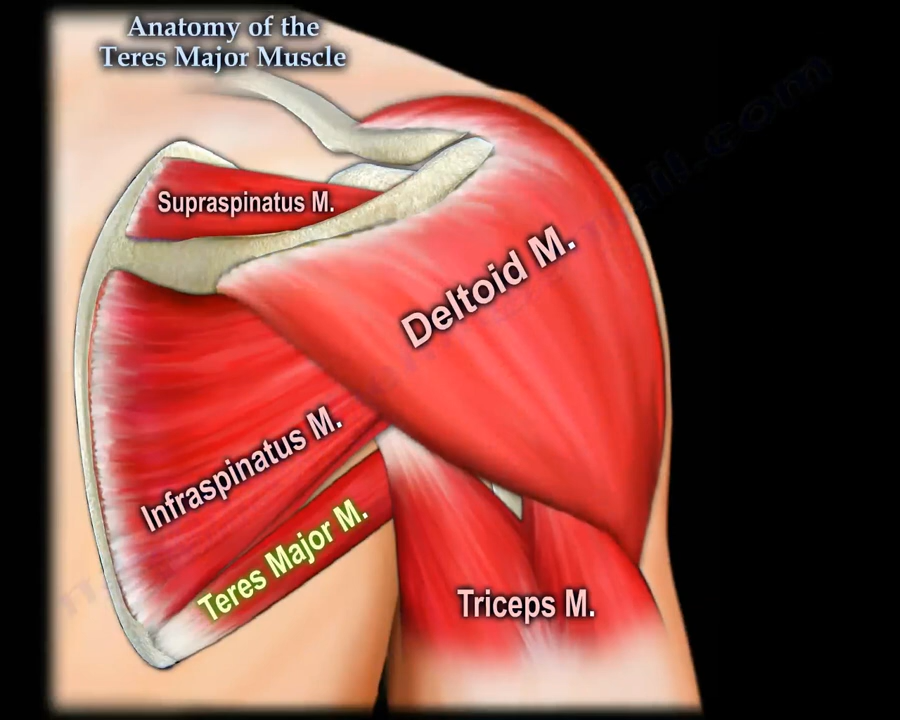 Anatomy of the
Teres Major Muscle
Supraspinatus M.
Deltoid M.
Infraspinatus M.
Teres Major M.
Triceps M.